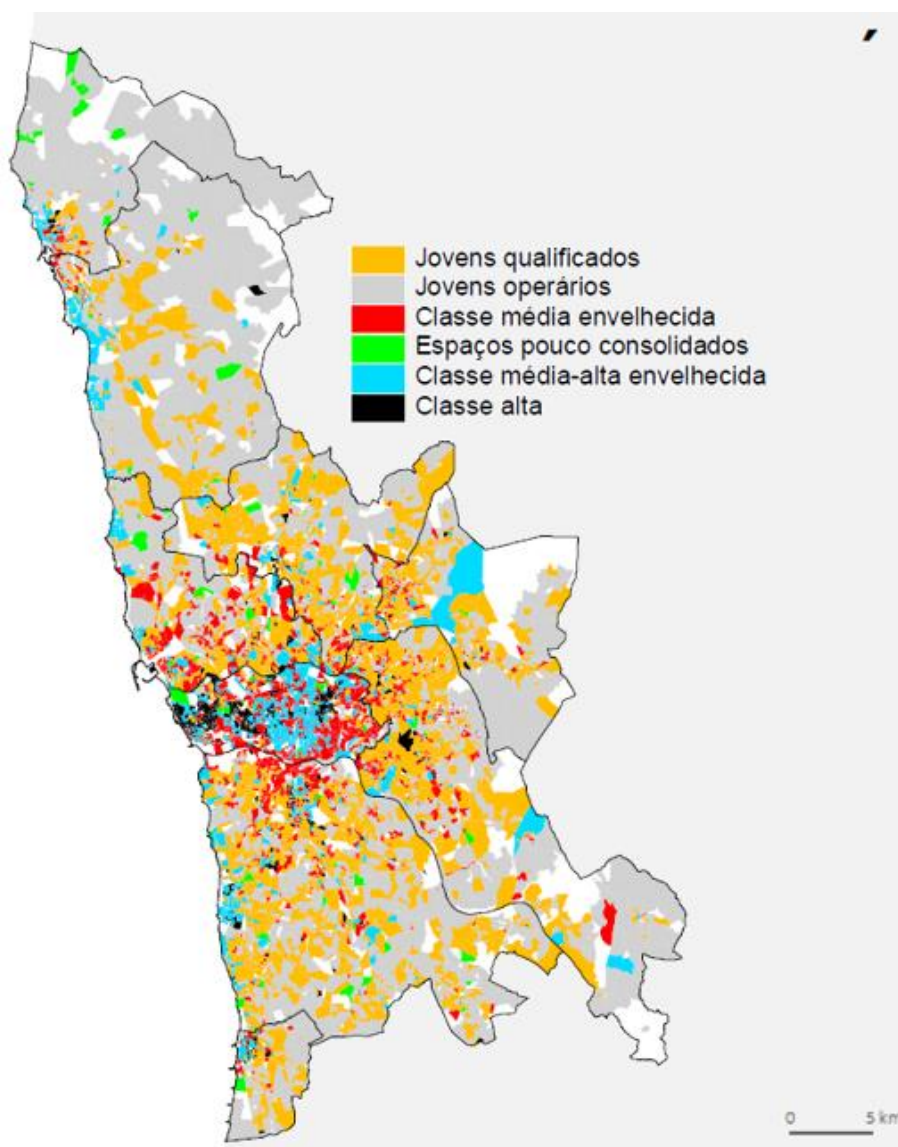 Jovens qualificados
Jovens operários
Classe média envelhecida
Espaços pouco consolidados
Classe média-alta envelhecida
Classe alta
0 5 km